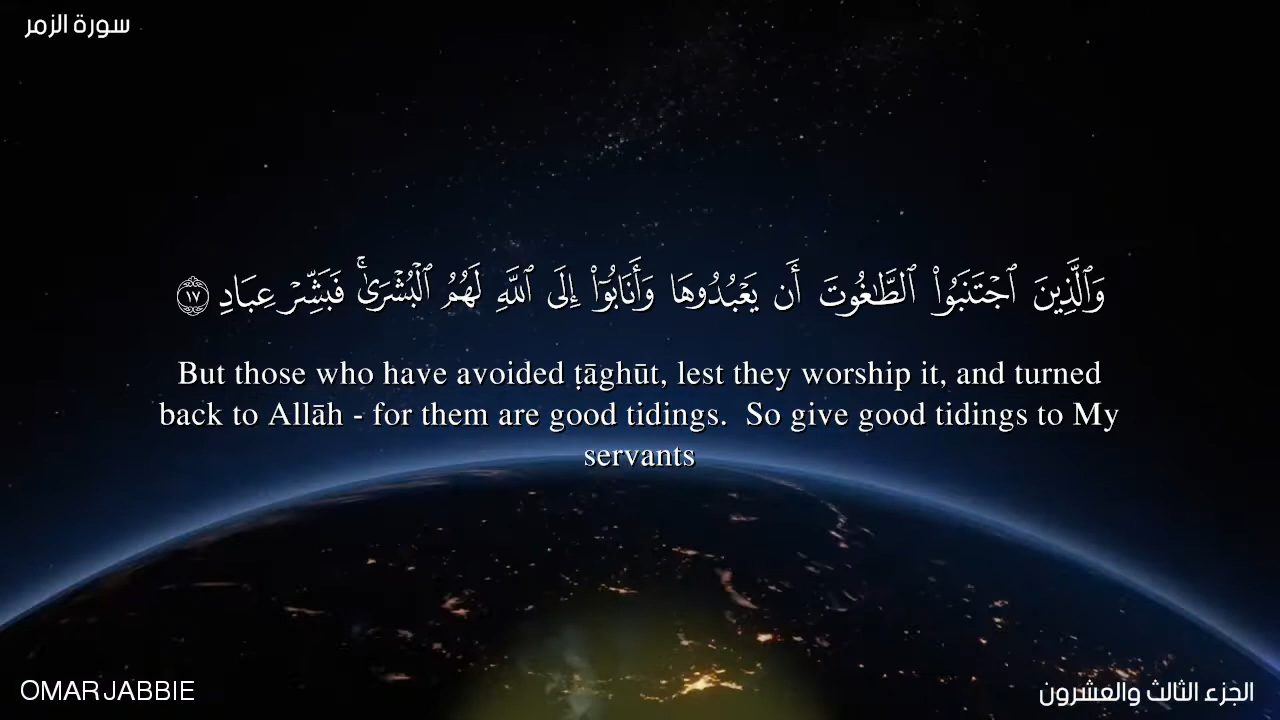 سورة الزمر
وَٱلَّذِينَ ٱجْتَنَبُوا۟ ٱلطَّـٰغُوتَ أَن يَعْبُدُوهَا وَأَنَابُوٓا۟ إِلَى ٱللَّهِ لَهُمُ ٱلْبُشْرَىٰ ۚ فَبَشِّرْ عِبَادِ ١٧
But those who have avoided ṭāghūt, lest they worship it, and turned
back to Allāh - for them are good tidings.  So give good tidings to My
servants
OMAR JABBIE
الجزء الثالث والعشرون